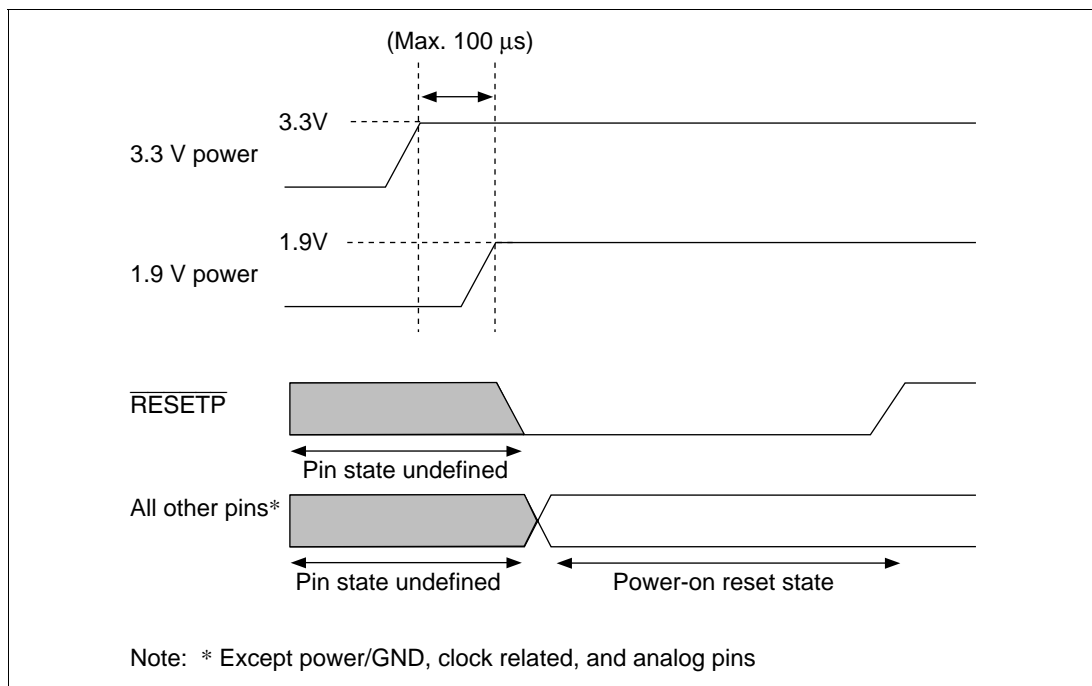 (Max. 100 μs)
3.3V
3.3 V power
1.9V
1.9 V power
RESETP
Pin state undefined
All other pins*
Pin state undefined
Power-on reset state
Note: * Except power/GND, clock related, and analog pins